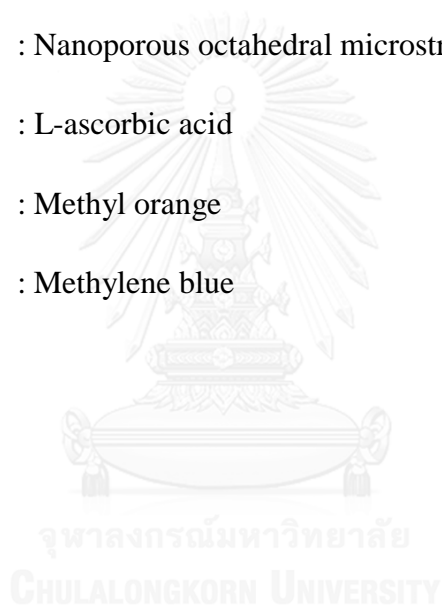 : Nanoporous octahedral microstr
: L-ascorbic acid
: Methyl orange
: Methylene blue
จุฬาลงกรณ์มหาวิทยาลัย
CHULALONGKORN UNIVERSITY